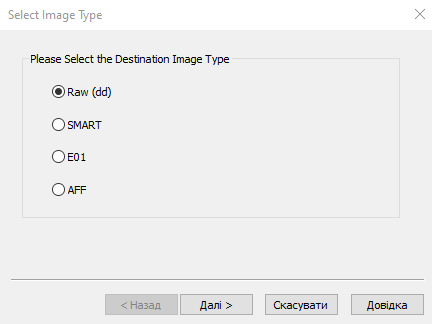 Select Image Type
Please Select the Destination Image Type
Raw (dd)
SMART
E01
AFF
< Назад Далі > Скасувати Довідка